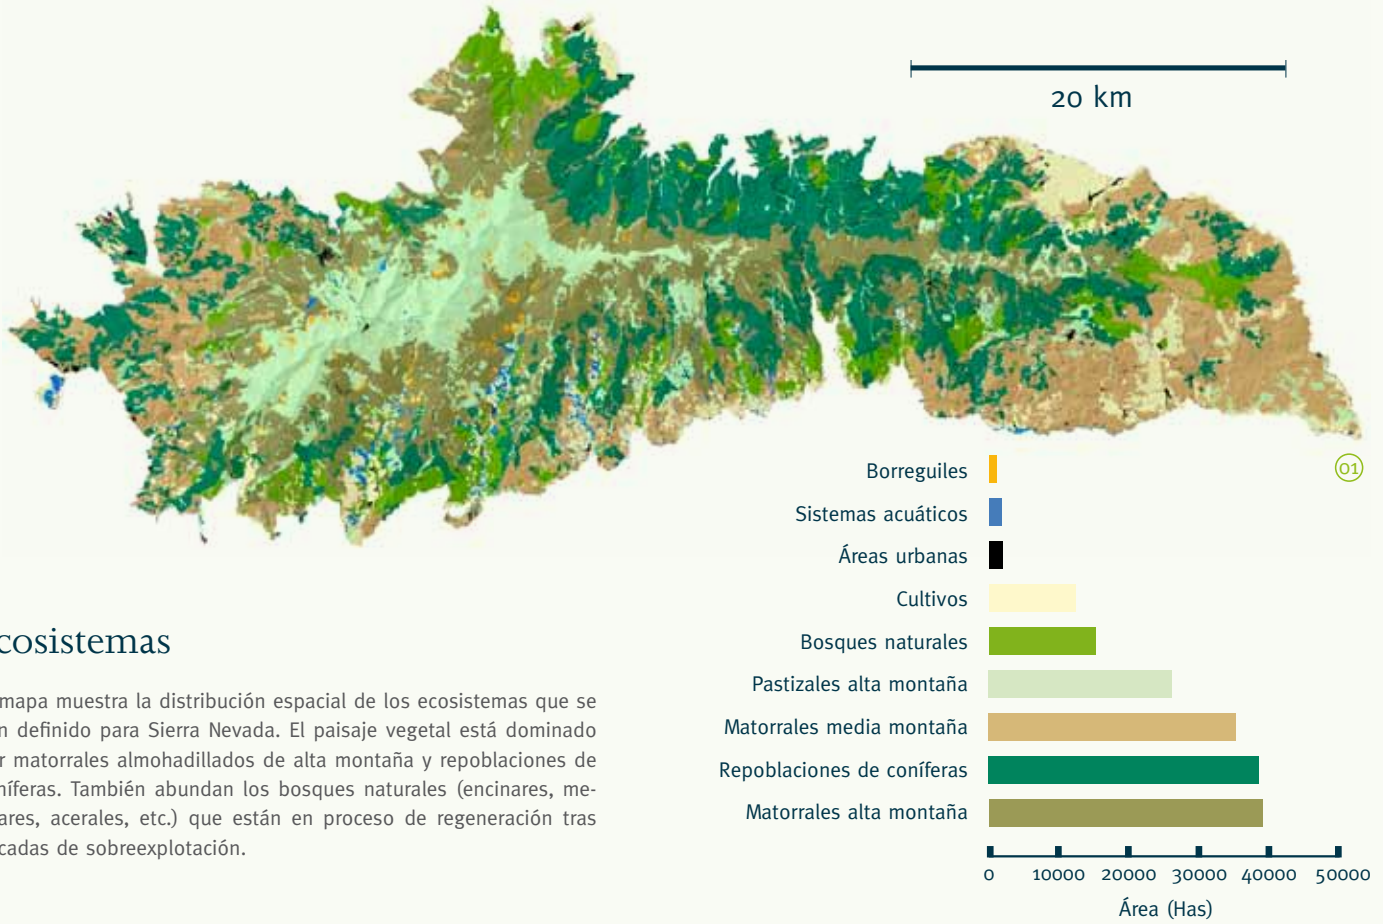 20 km
01
Borreguiles
Sistemas acuáticos
Áreas urbanas
Cultivos
Bosques naturales
Pastizales alta montaña
Matorrales media montaña
Repoblaciones de coníferas
Matorrales alta montaña
0 10000 20000 30000 40000 50000
Área (Has)
cosistemas
mapa muestra la distribución espacial de los ecosistemas que se
n definido para Sierra Nevada. El paisaje vegetal está dominado
r matorrales almohadillados de alta montaña y repoblaciones de
níferas. También abundan los bosques naturales (encinares, me-
ares, acerales, etc.) que están en proceso de regeneración tras
cadas de sobreexplotación.